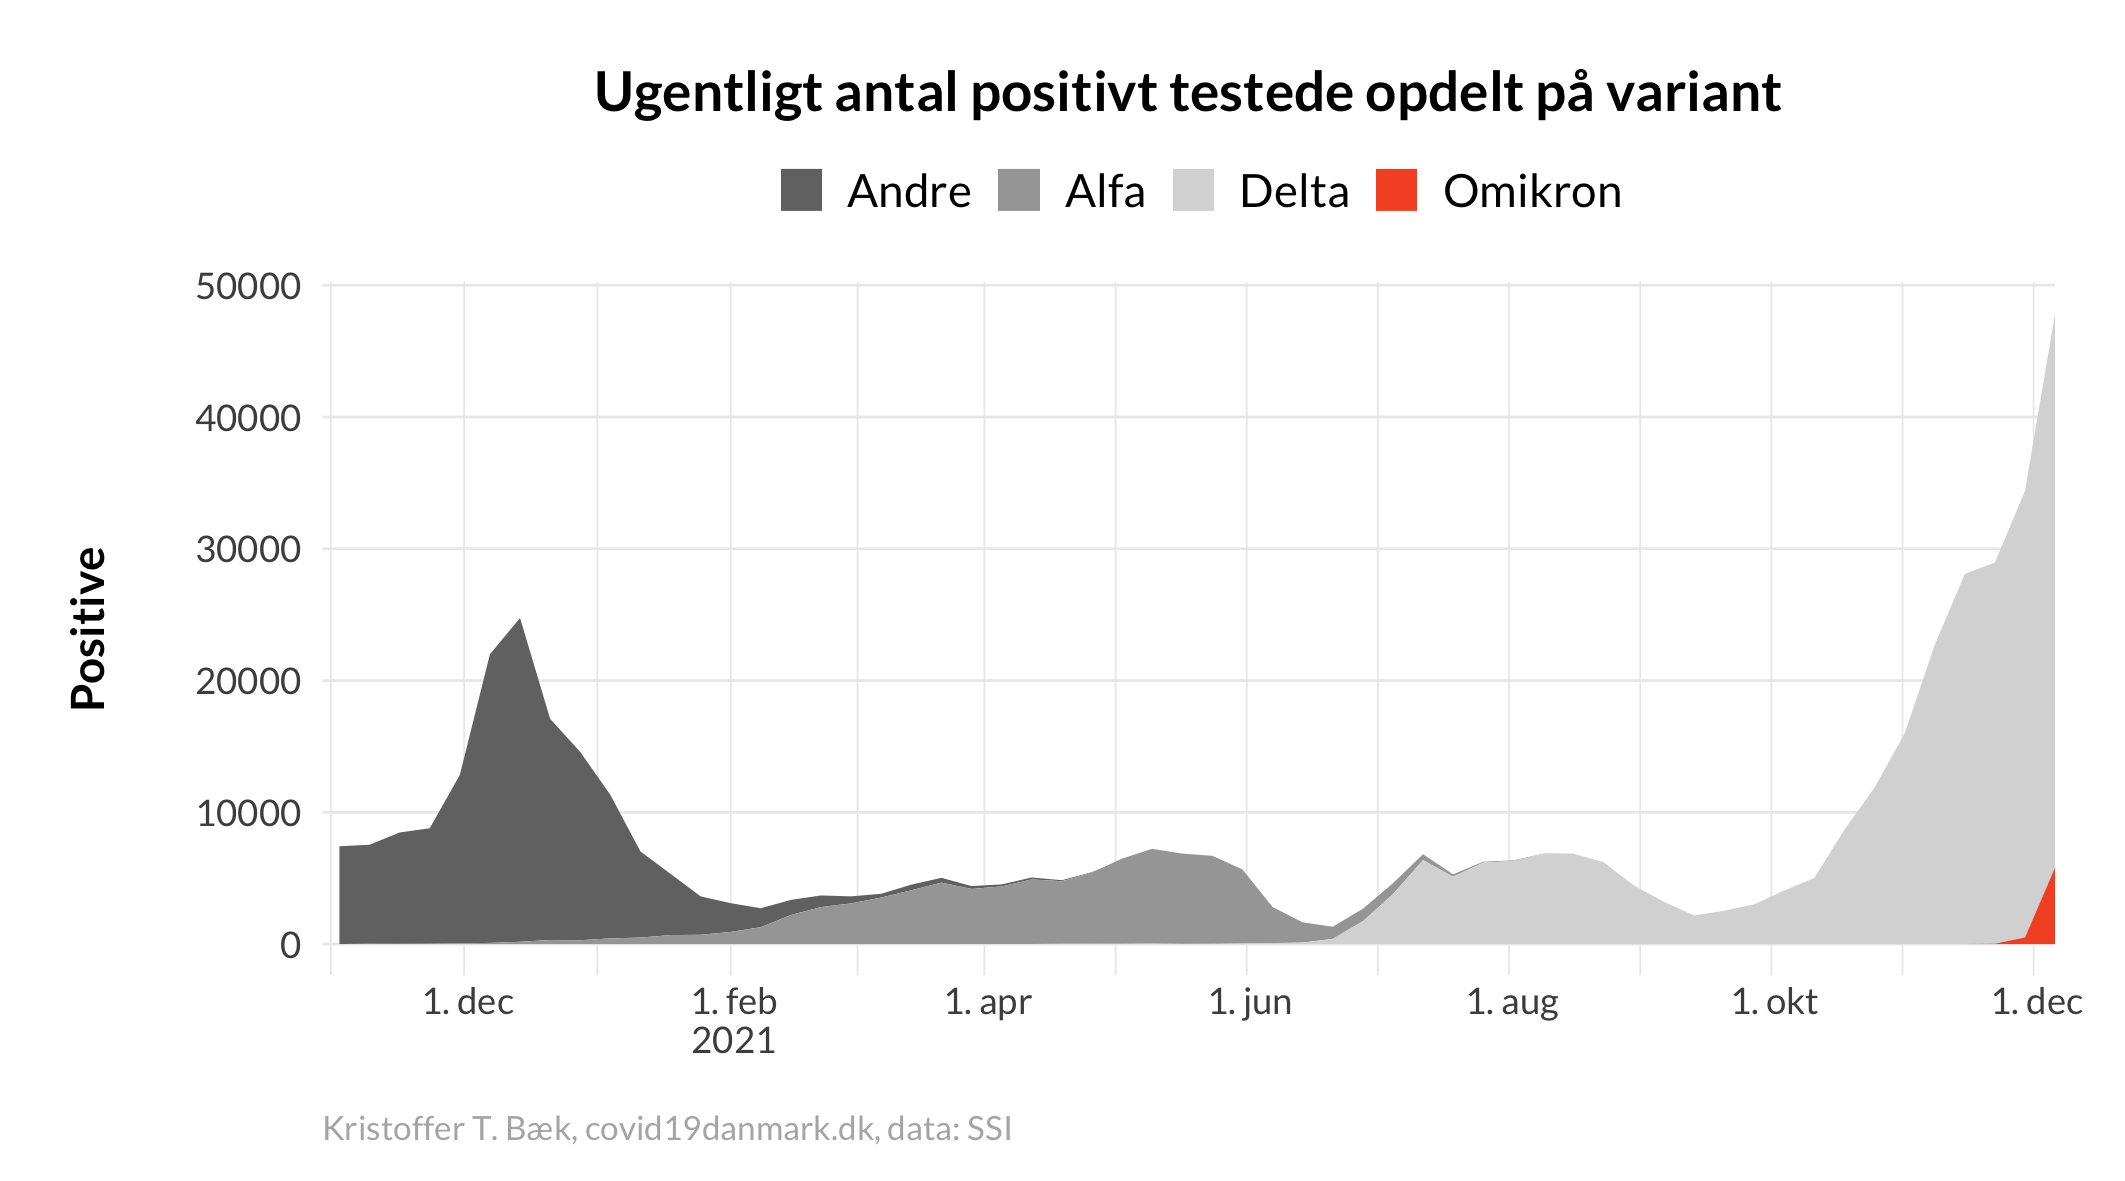 Ugentligt antal positivt testede opdelt på variant
Andre Alfa Delta Omikron
Positive
50000
40000
30000
20000
10000
0
1. dec 1. feb 1. apr 1. jun 1. aug 1. okt 1. dec
2021
Kristoffer T. Bæk, covid19danmark.dk, data: SSI